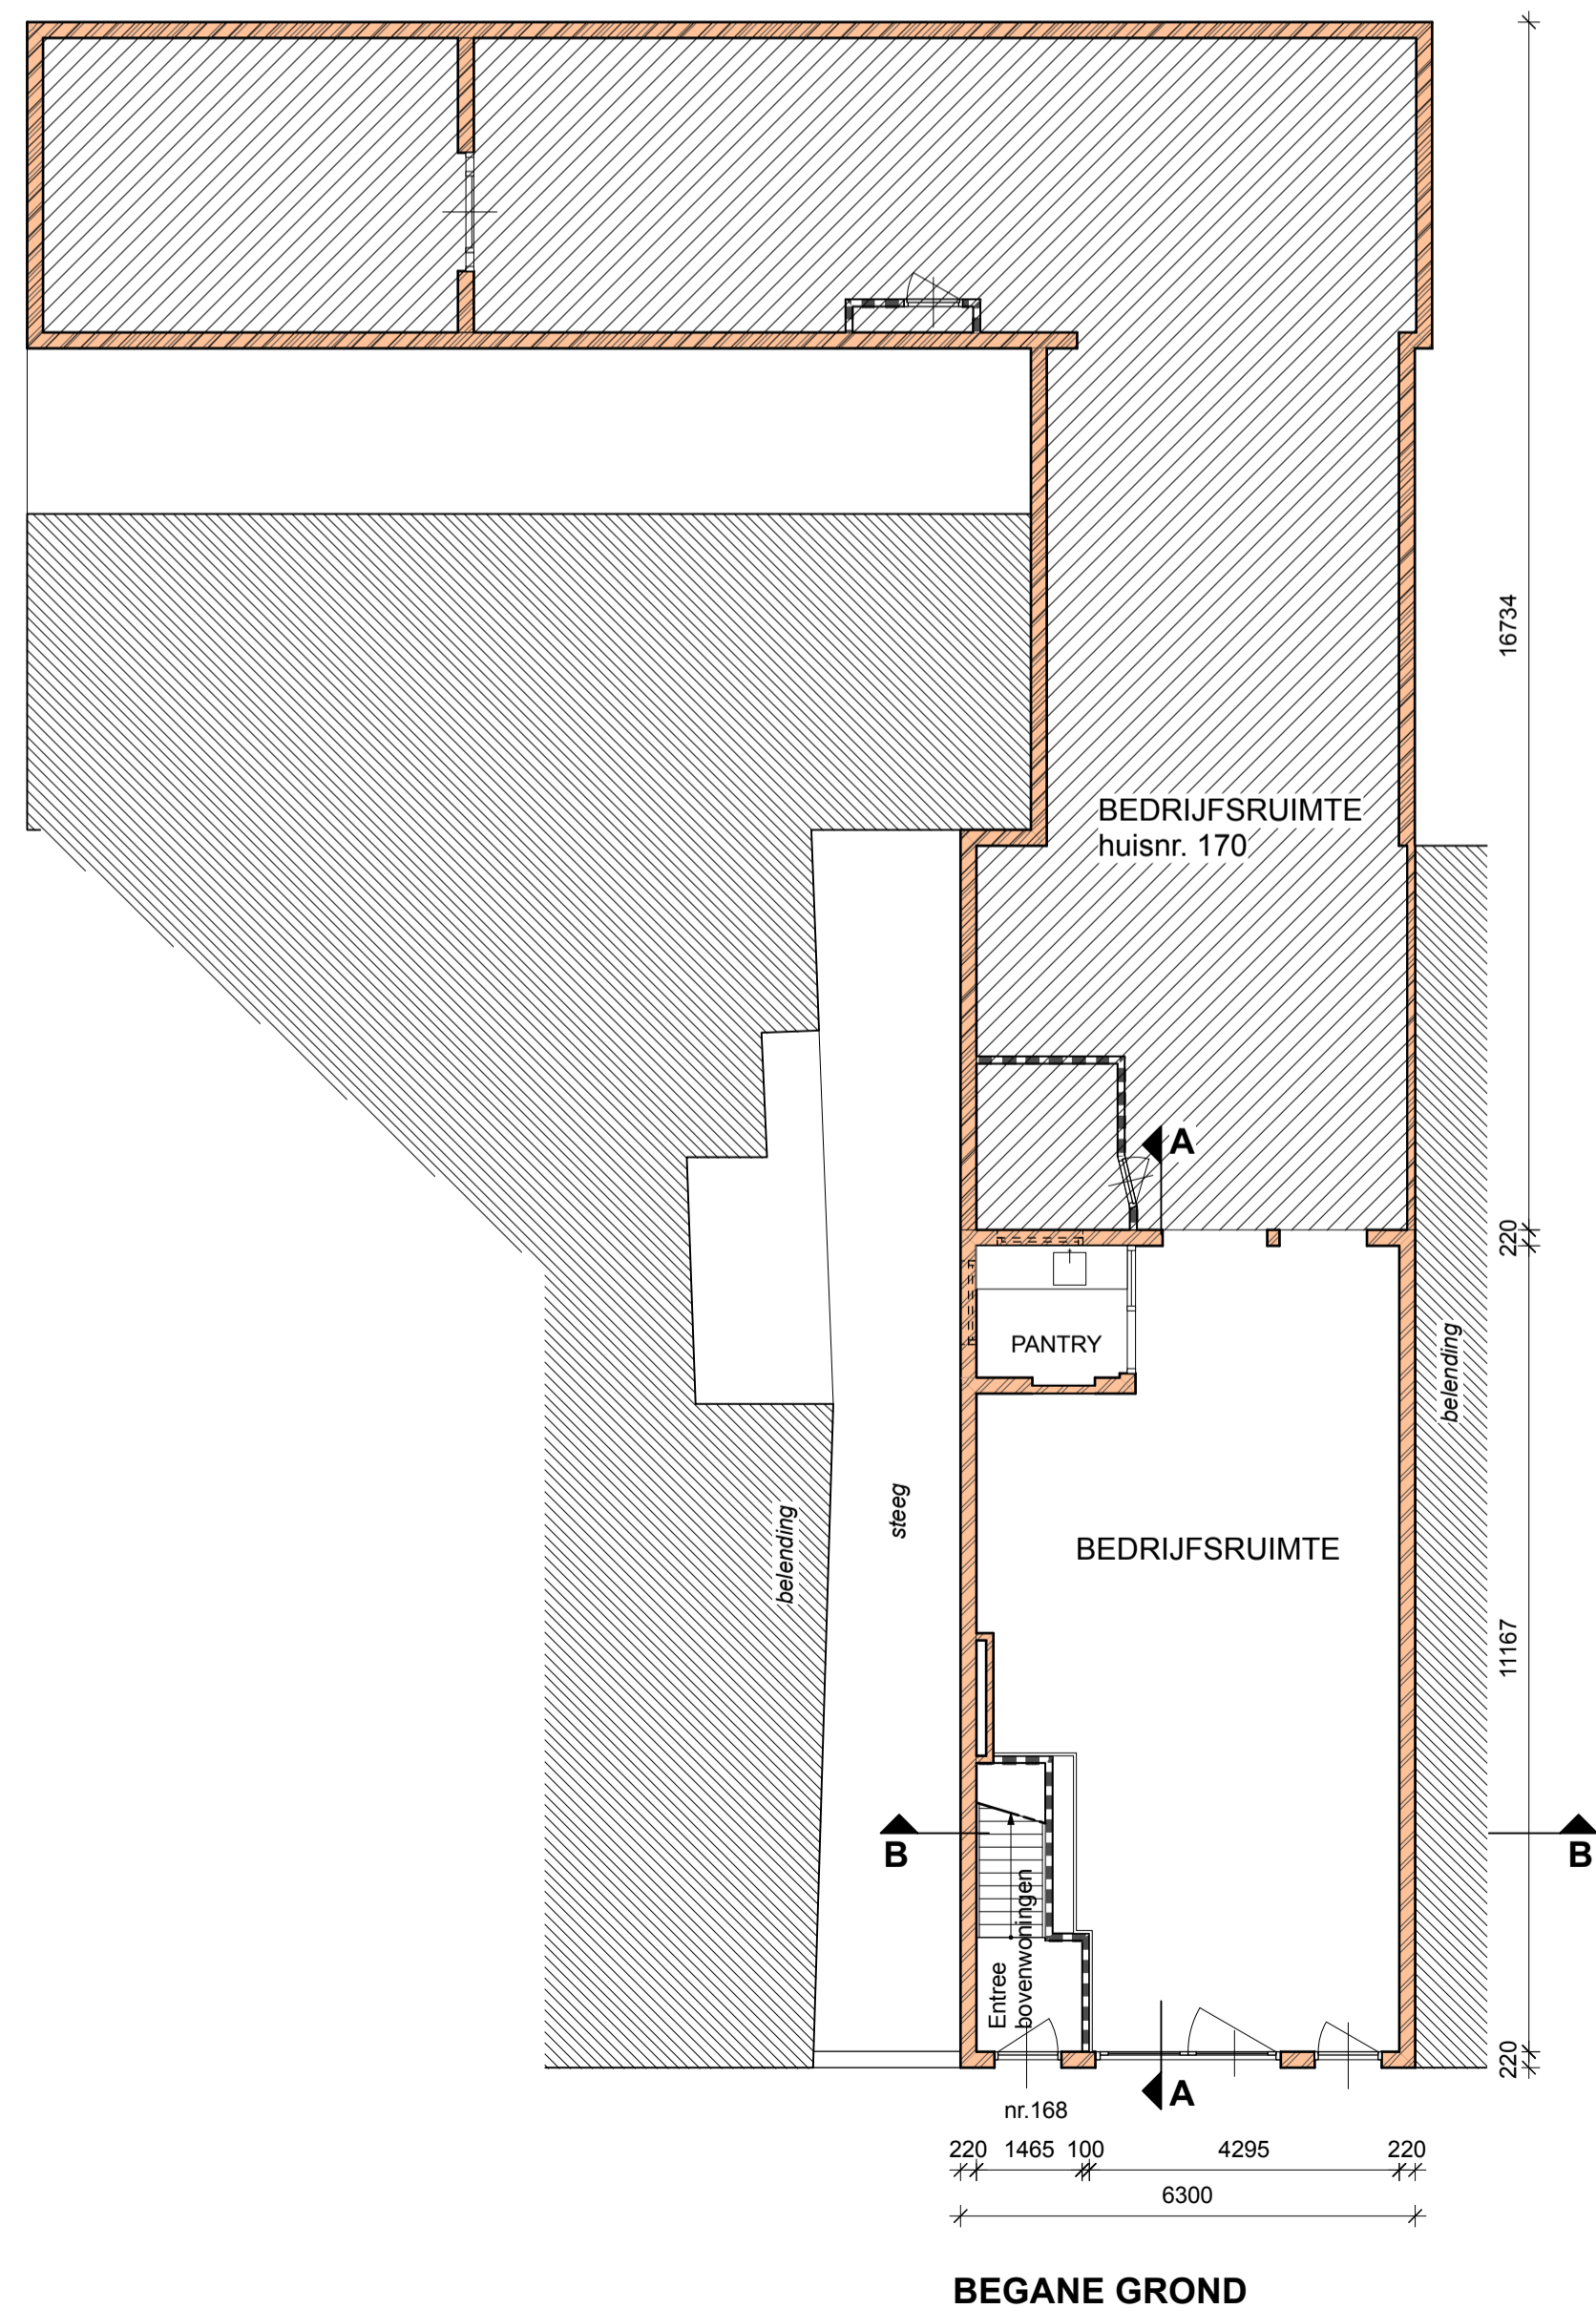 16734
BEDRIJFSRUIMTE
huisnr. 170
A
220
PANTRY
belending
steeg
belending
BEDRIJFSRUIMTE
11167
B
B
Entree
bovenwoningen
220
A
nr.168
220 1465 100 4295 220
6300
BEGANE GROND